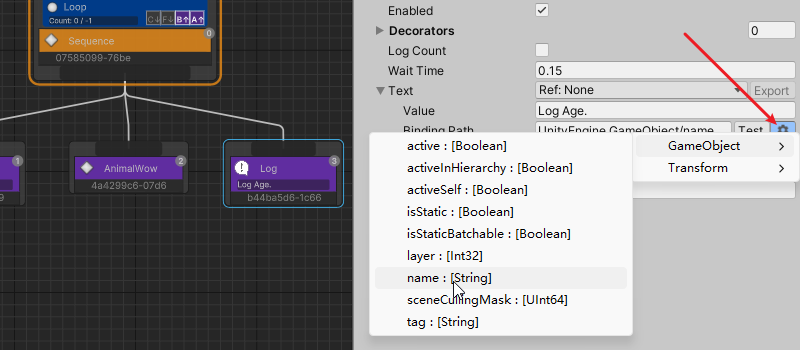 Loop
Count: 0 / -1
C↓ F↓ B↑ A↑
Sequence
0
07585099-76be
1
AnimalWow
2
4a4299c6-07d6
Log
3
Log Age.
b44ba5d6-1c66
9
Enabled
Decorators
0
Log Count
Wait Time
0.15
Text
Ref: None
Export
Value
Log Age.
Binding Path
UnityEngine.GameObject/name
Test
GameObject
Transform
active : [Boolean]
activeInHierarchy : [Boolean]
activeSelf : [Boolean]
isStatic : [Boolean]
isStaticBatchable : [Boolean]
layer : [Int32]
name : [String]
sceneCullingMask : [UInt64]
tag : [String]